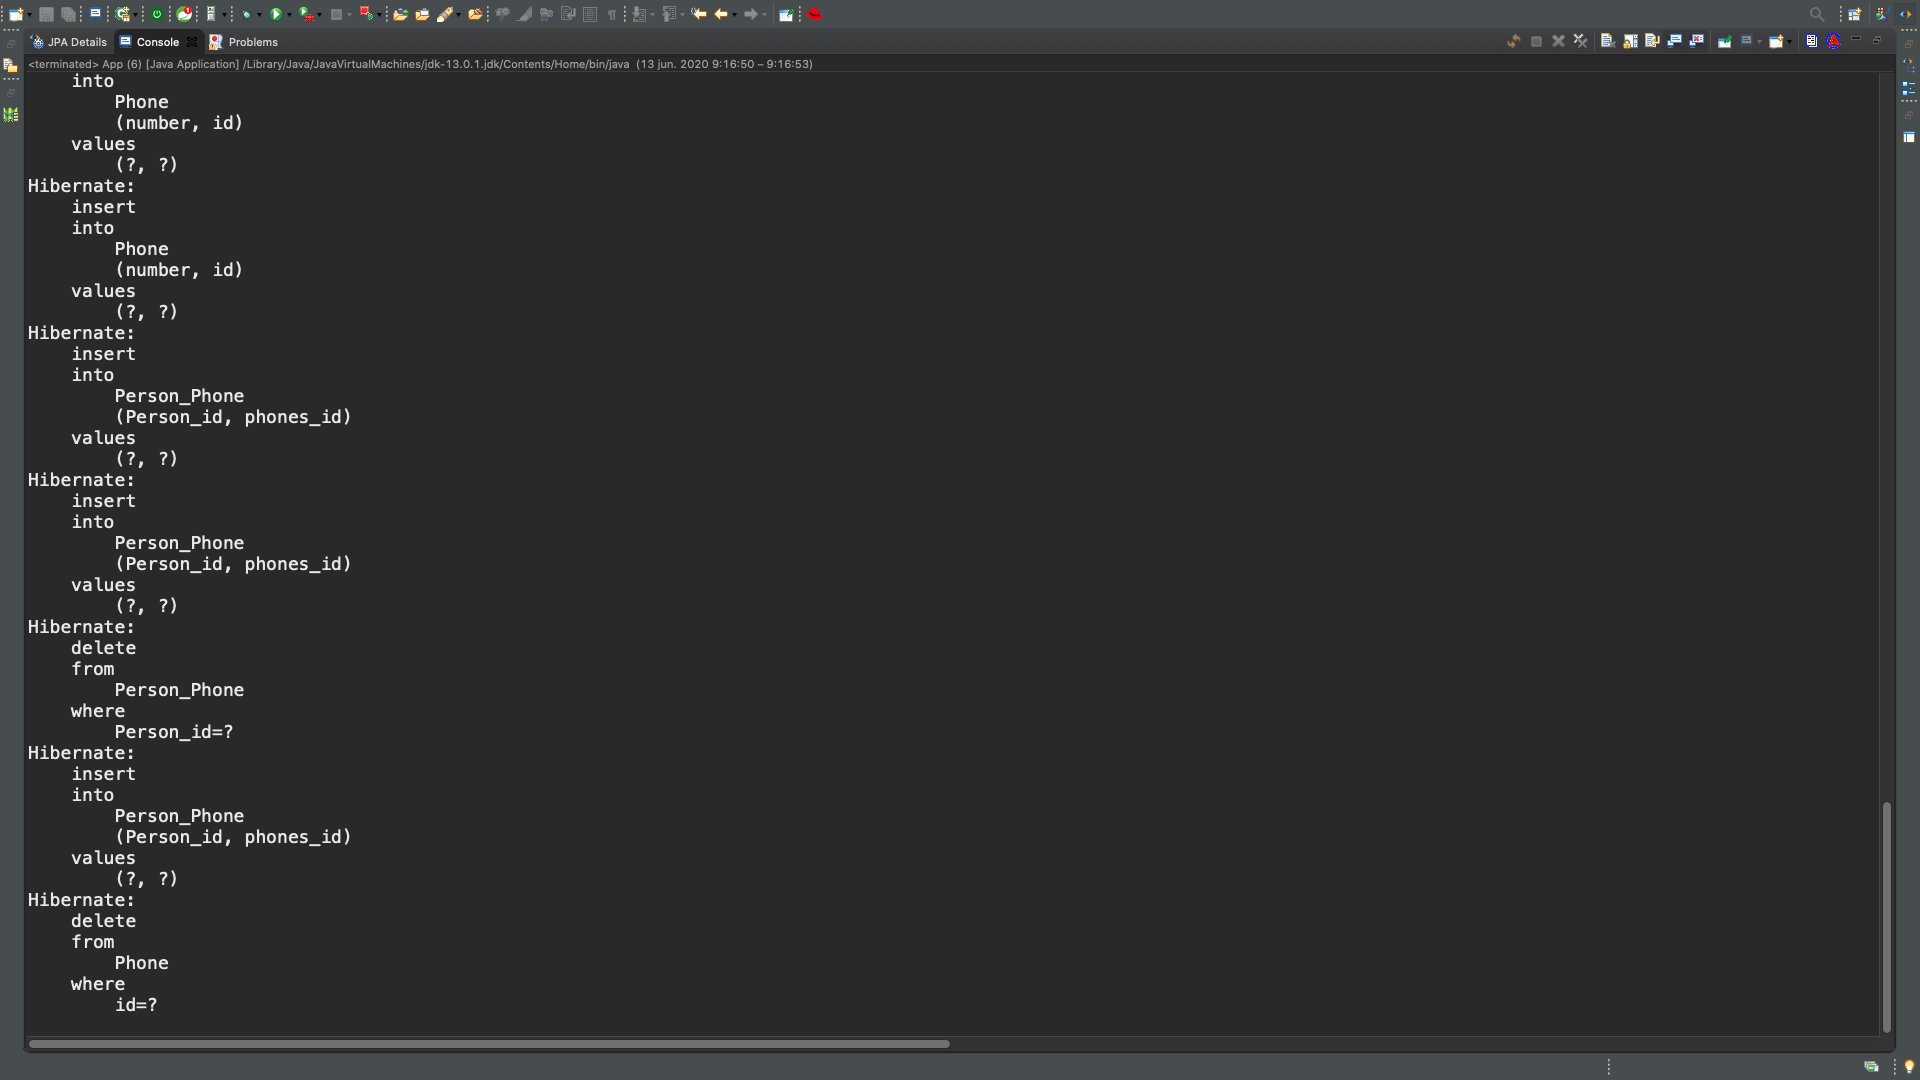 JPA Details Console Problems
<terminated> App (6) [Java Application] /Library/Java/JavaVirtualMachines/jdk-13.0.1.jdk/Contents/Home/bin/java (13 jun. 2020 9:16:50 – 9:16:53)
into
Phone
(number, id)
values
(?, ?)
Hibernate:
insert
into
Phone
(number, id)
values
(?, ?)
Hibernate:
insert
into
Person_Phone
(Person_id, phones_id)
values
(?, ?)
Hibernate:
insert
into
Person_Phone
(Person_id, phones_id)
values
(?, ?)
Hibernate:
delete
from
Person_Phone
where
Person_id=?
Hibernate:
insert
into
Person_Phone
(Person_id, phones_id)
values
(?, ?)
Hibernate:
delete
from
Phone
where
id=?